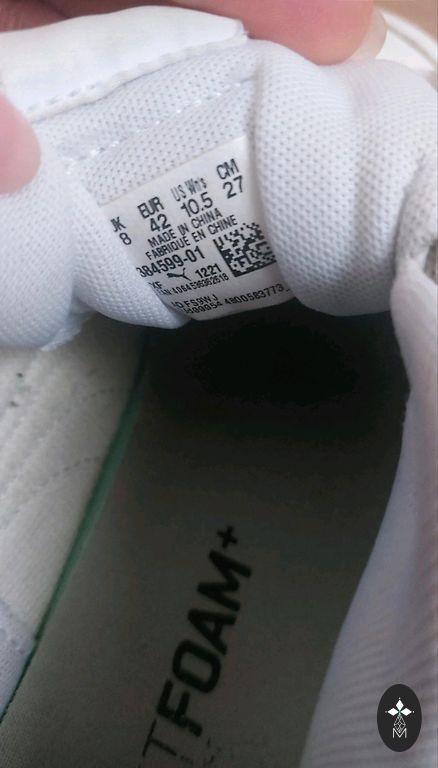 UK EUR US Wn's CM
8 42 10.5 27
MADE IN CHINA
FABRIQUE EN CHINE
384599-01
1221
FOAM+
M